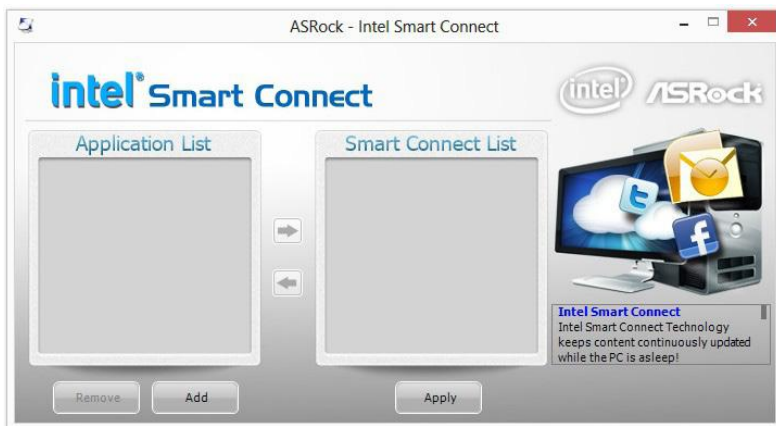 ASRock - Intel Smart Connect
intel® Smart Connect
intel® ASRock
Application List
Smart Connect List
Intel Smart Connect
Intel Smart Connect Technology
keeps content continuously updated
while the PC is asleep!
Remove
Add
Apply